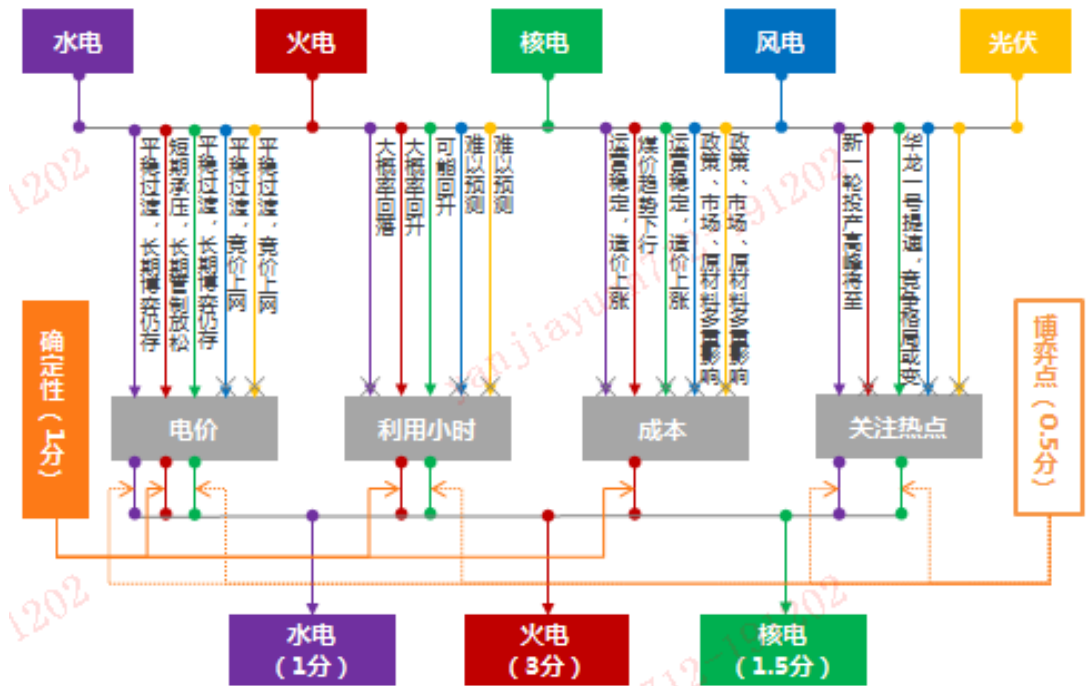 水电
火电
核电
风电
光伏
平稳过渡、长期博弈仍存
短期承压、长期管制放松
平稳过渡、长期博弈仍存
平稳过渡、竞价上网
平稳过渡、竞价上网
大概率回落
大概率回升
可能回升
难以预测
难以预测
运营稳定、造价上涨
煤价趋势下行
运营稳定、造价上涨
政策、市场、原材料多重影响
政策、市场、原材料多重影响
新一轮投产高峰将至
华龙一号提速、竞争格局或变
确定性（1分）
电价
利用小时
成本
关注热点
博弈点（0.5分）
水电
（1分）
火电
（3分）
核电
（1.5分）